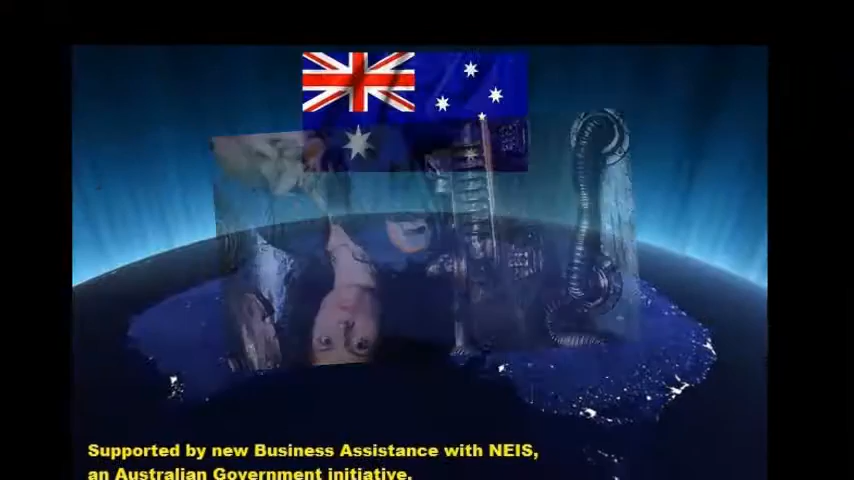 Supported by new Business Assistance with NEIS,
an Australian Government initiative.